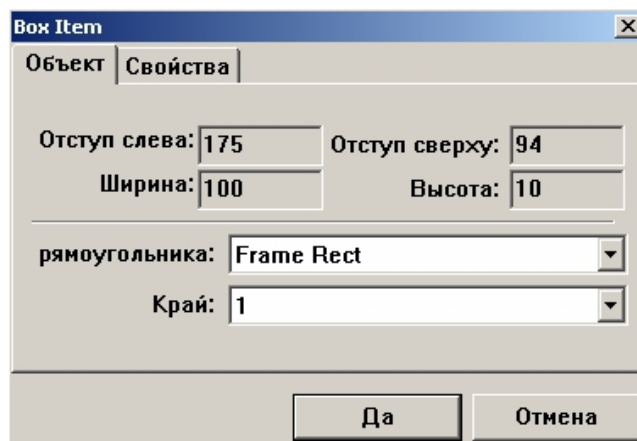 Box Item
Объект Свойства
Отступ слева: 175 Отступ сверху: 94
Ширина: 100 Высота: 10
рямоугольника: Frame Rect
Край: 1
Да Отмена